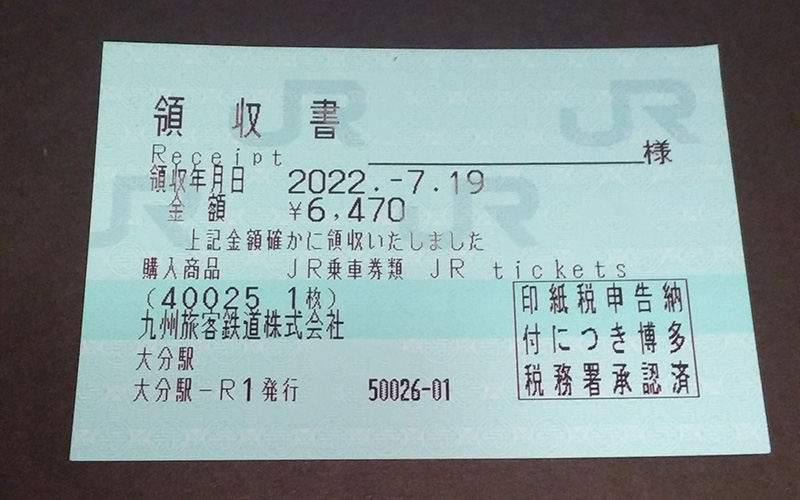 領収書
Receipt 様
領収年月日 2022.-7.19
金額 ¥6,470
上記金額確かに領収いたしました
購入商品 JR乗車券類 JR tickets
(40025 1枚)
九州旅客鉄道株式会社
大分駅
大分駅-R1発行 50026-01
印紙税申告納
付につき博多
税務署承認済
JR
JR
JR
JR